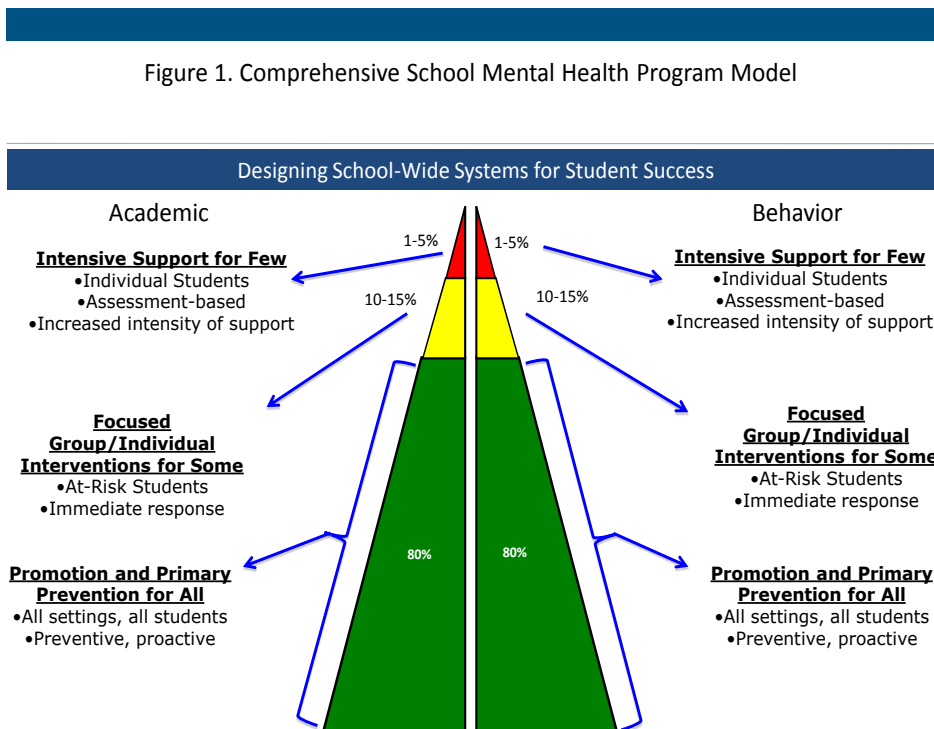 Figure 1. Comprehensive School Mental Health Program Model
Designing School-Wide Systems for Student Success
Academic
Intensive Support for Few
•Individual Students
•Assessment-based
•Increased intensity of support
Focused
Group/Individual
Interventions for Some
•At-Risk Students
•Immediate response
Promotion and Primary
Prevention for All
•All settings, all students
•Preventive, proactive
1-5%
10-15%
80%
1-5%
10-15%
80%
Behavior
Intensive Support for Few
•Individual Students
•Assessment-based
•Increased intensity of support
Focused
Group/Individual
Interventions for Some
•At-Risk Students
•Immediate response
Promotion and Primary
Prevention for All
•All settings, all students
•Preventive, proactive